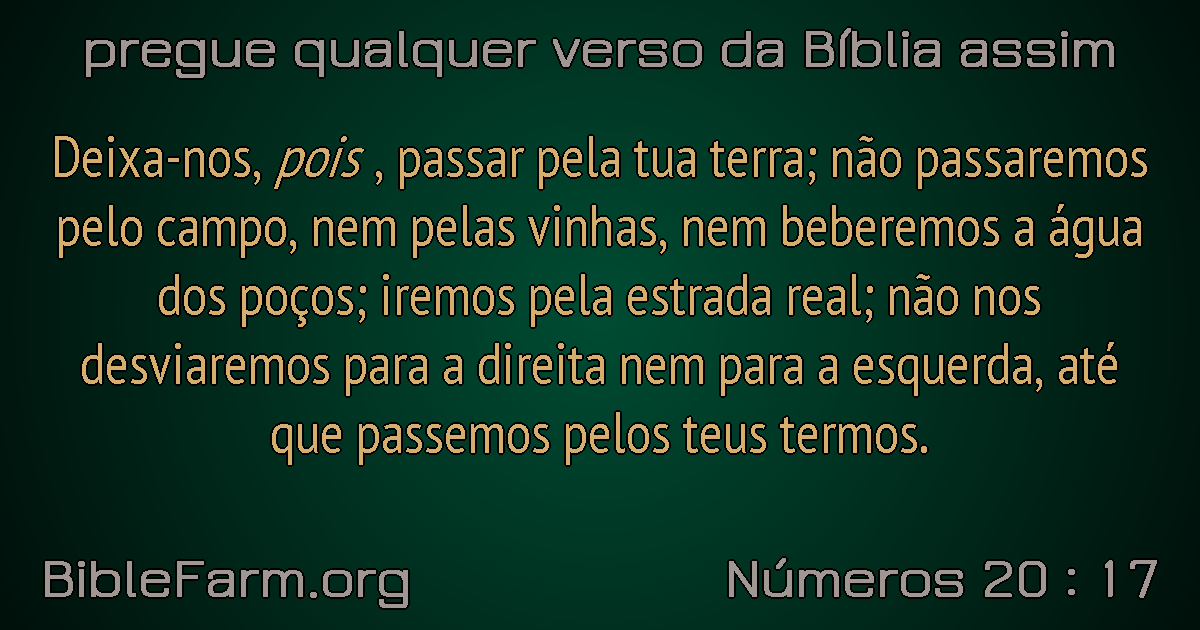 pregue qualquer verso da Bíblia assim
Deixa-nos, pois , passar pela tua terra; não passaremos
pelo campo, nem pelas vinhas, nem beberemos a água
dos poços; iremos pela estrada real; não nos
desviaremos para a direita nem para a esquerda, até
que passemos pelos teus termos.
BibleFarm.org
Números 20 : 17